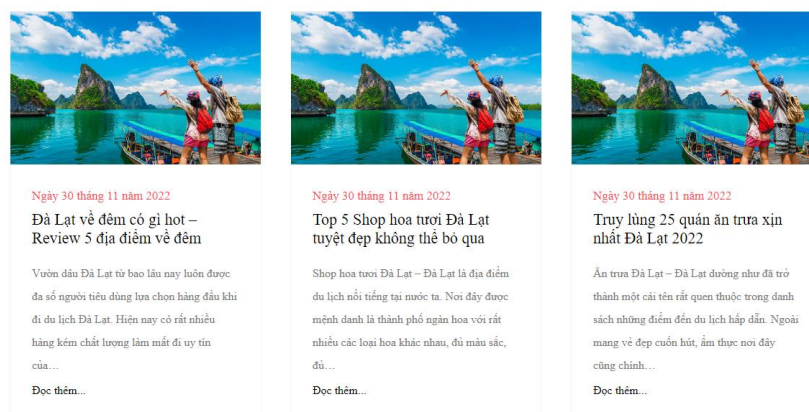 Ngày 30 tháng 11 năm 2022
Đà Lạt về đêm có gì hot –
Review 5 địa điểm về đêm
Vườn dâu Đà Lạt từ bao lâu nay luôn được
đa số người tiêu dùng lựa chọn hàng đầu khi
đi du lịch Đà Lạt. Hiện nay có rất nhiều
hàng kém chất lượng làm mất đi uy tín
của…
Đọc thêm...
Ngày 30 tháng 11 năm 2022
Top 5 Shop hoa tươi Đà Lạt
tuyệt đẹp không thể bỏ qua
Shop hoa tươi Đà Lạt – Đà Lạt là địa điểm
du lịch nổi tiếng tại nước ta. Nơi đây được
mệnh danh là thành phố ngàn hoa với rất
nhiều các loại hoa khác nhau, đủ màu sắc,
đủ…
Đọc thêm...
Ngày 30 tháng 11 năm 2022
Truy lùng 25 quán ăn trưa xịn
nhất Đà Lạt 2022
Ăn trưa Đà Lạt – Đà Lạt dường như đã trở
thành một cái tên rất quen thuộc trong danh
sách những điểm đến du lịch hấp dẫn. Ngoài
mang vẻ đẹp cuốn hút, ẩm thực nơi đây
cũng chính…
Đọc thêm...